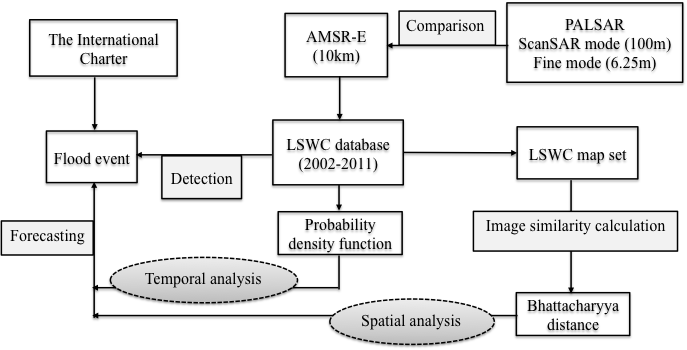 The International
Charter
AMSR-E
(10km)
Comparison
PALSAR
ScanSAR mode (100m)
Fine mode (6.25m)
Flood event
Detection
LSWC database
(2002-2011)
LSWC map set
Forecasting
Probability
density function
Image similarity calculation
Temporal analysis
Spatial analysis
Bhattacharyya
distance